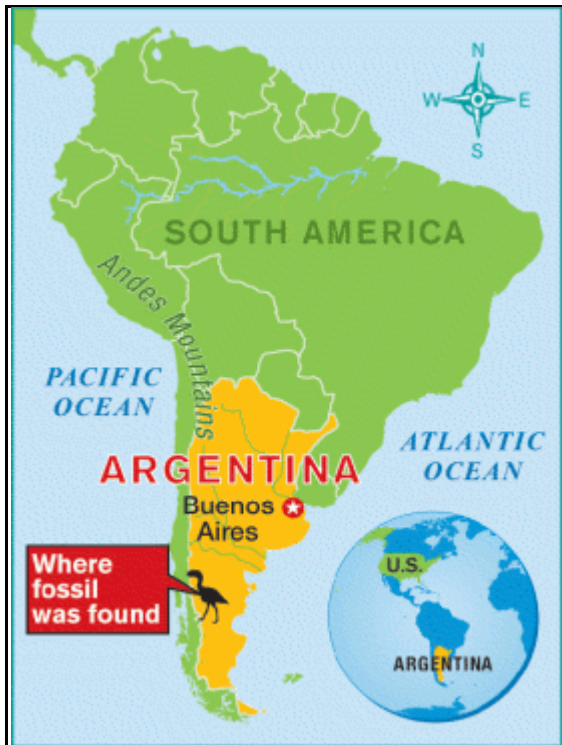 N
W E
S
SOUTH AMERICA
Andes Mountains
PACIFIC
OCEAN
ATLANTIC
OCEAN
ARGENTINA
Buenos
Aires
Where
fossil
was found
U.S.
ARGENTINA